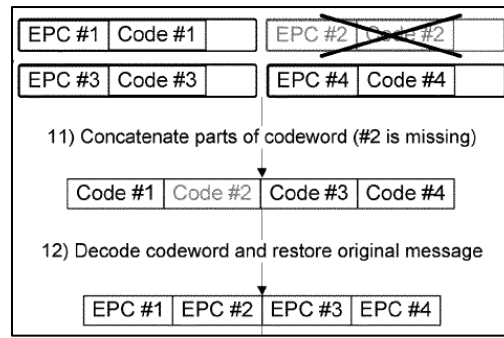 EPC #1 Code #1 EPC #2 Code #2
EPC #3 Code #3 EPC #4 Code #4
11) Concatenate parts of codeword (#2 is missing)
Code #1 Code #2 Code #3 Code #4
12) Decode codeword and restore original message
EPC #1 EPC #2 EPC #3 EPC #4